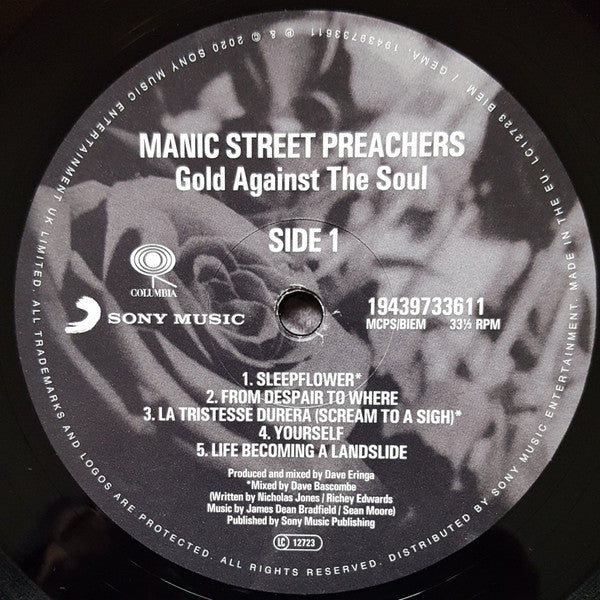 MANIC STREET PREACHERS
Gold Against The Soul
SIDE 1
COLUMBIA
SONY MUSIC
19439733611
MCPS/BIEM 33⅓ RPM
1. SLEEPFLOWER*
2. FROM DESPAIR TO WHERE
3. LA TRISTESSE DURERA (SCREAM TO A SIGH)*
4. YOURSELF
5. LIFE BECOMING A LANDSLIDE
Produced and mixed by Dave Eringa
*Mixed by Dave Bascombe
(Written by Nicholas Jones / Richey Edwards
Music by James Dean Bradfield / Sean Moore)
Published by Sony Music Publishing
LC 12723
℗ & © 2020 SONY MUSIC ENTERTAINMENT UK LIMITED. ALL TRADEMARKS AND LOGOS ARE PROTECTED. ALL RIGHTS RESERVED. DISTRIBUTED BY SONY MUSIC ENTERTAINMENT. MADE IN THE EU. LC12723 BIEM / GEMA. 19439733611